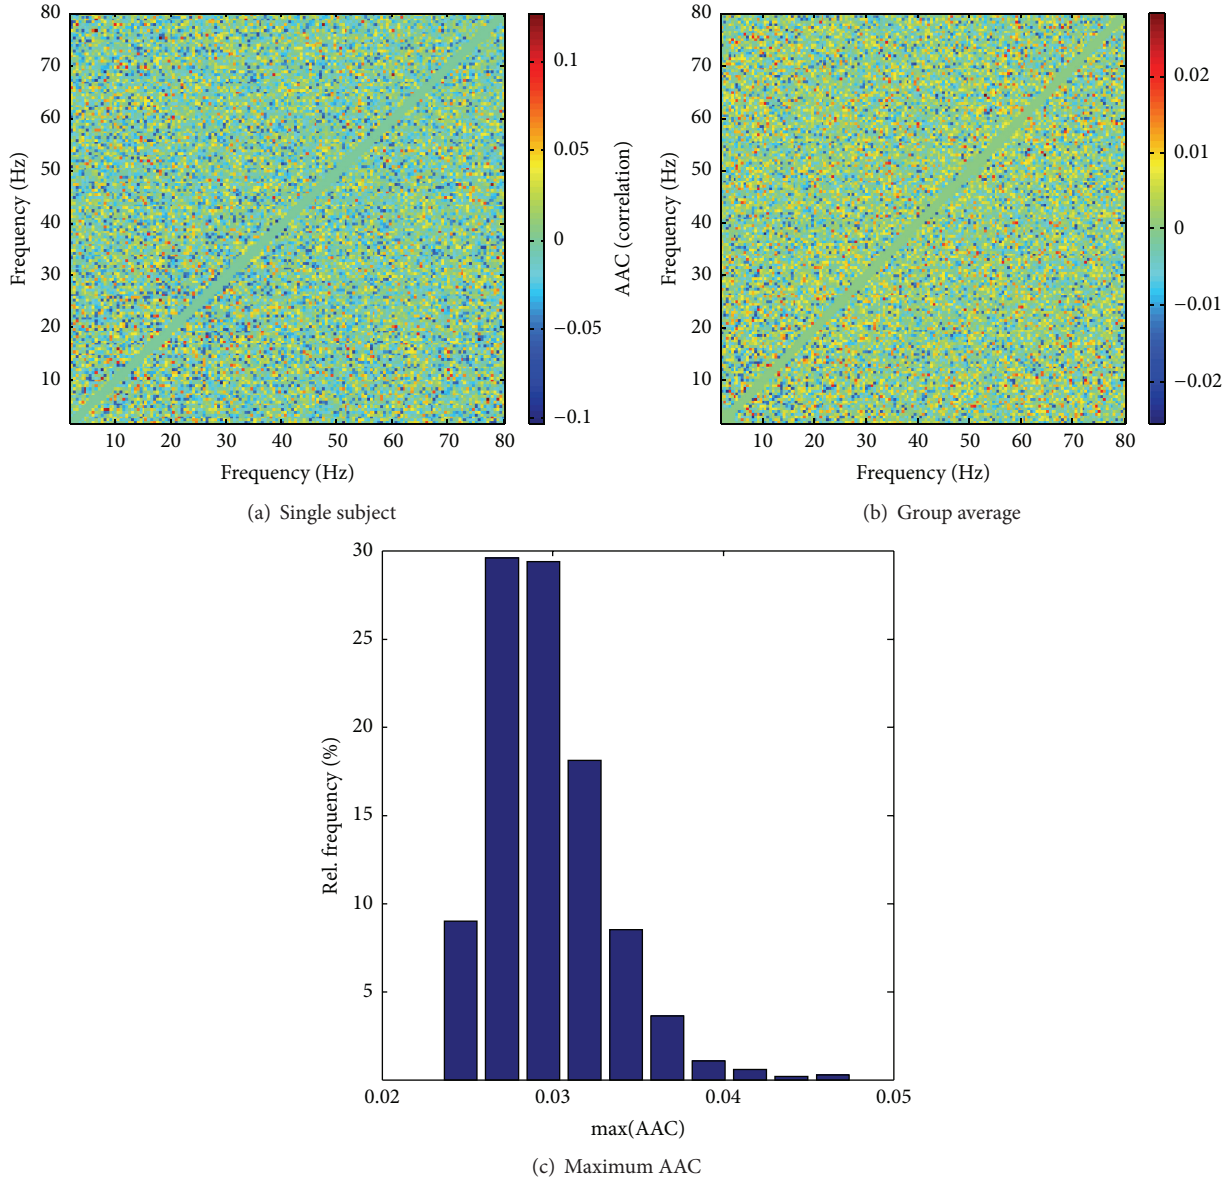 80
70
60
50
40
30
20
10
Frequency (Hz)
10 20 30 40 50 60 70 80
Frequency (Hz)
0.1
0.05
0
−0.05
−0.1
AAC (correlation)
(a) Single subject
80
70
60
50
40
30
20
10
Frequency (Hz)
10 20 30 40 50 60 70 80
Frequency (Hz)
0.02
0.01
0
−0.01
−0.02
(b) Group average
30
25
20
15
10
5
Rel. frequency (%)
0.02 0.03 0.04 0.05
max(AAC)
(c) Maximum AAC